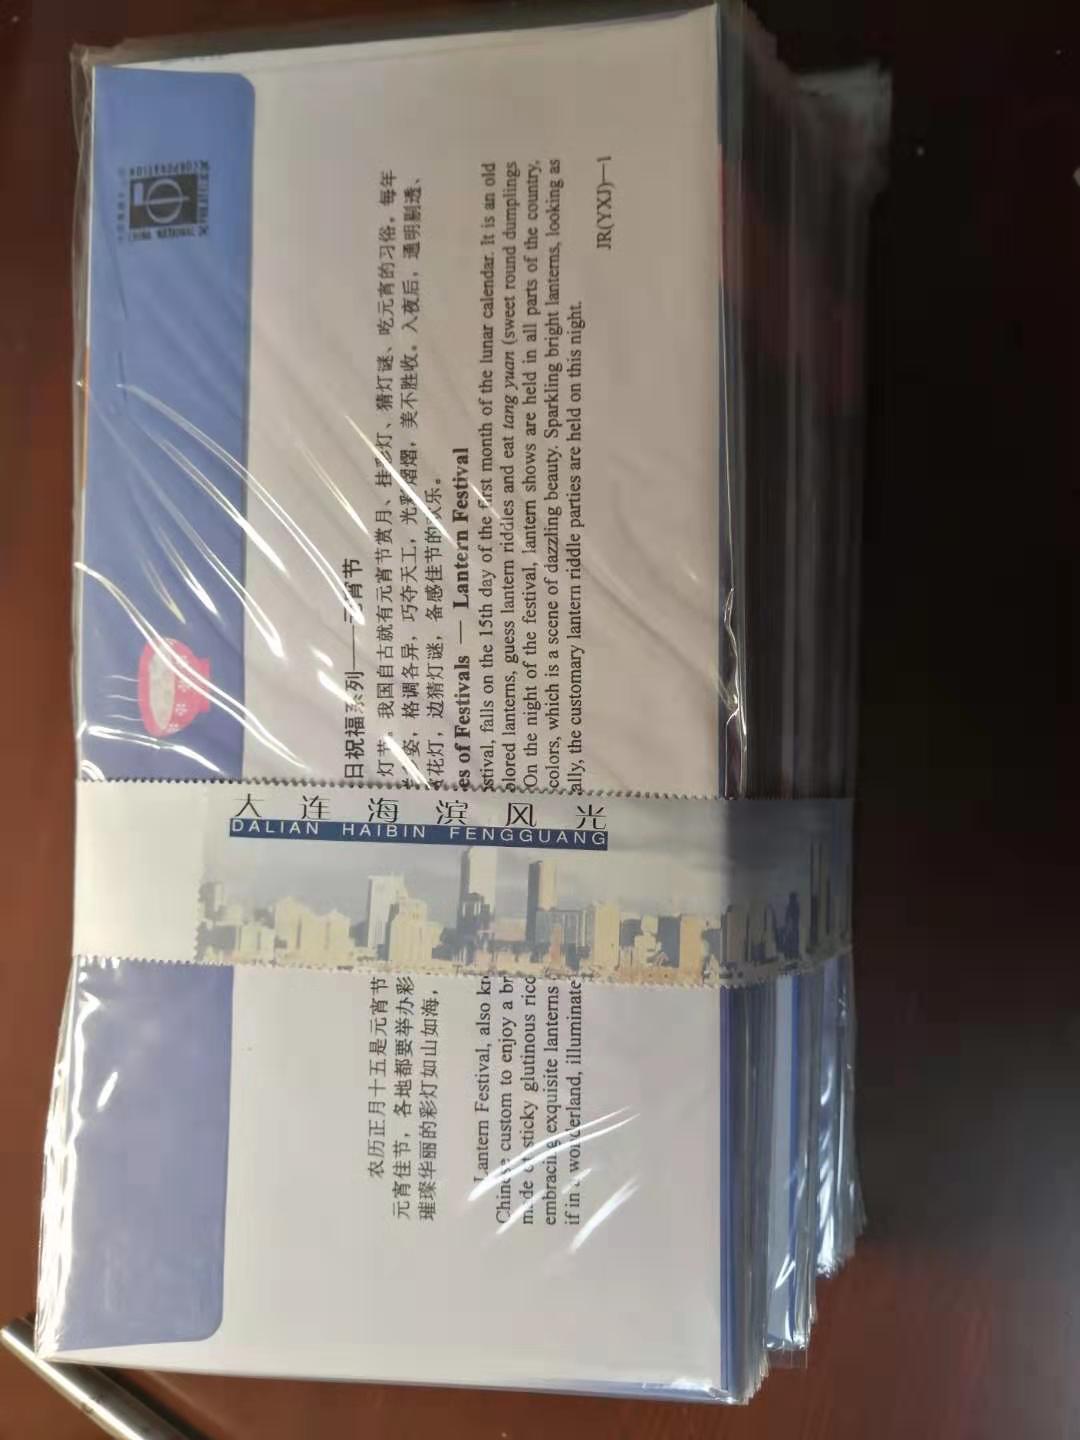 CORPORATION
日祝福系列——元宵节
农历正月十五是元宵节
灯节。我国自古就有元宵节赏月、挂彩灯、猜灯谜、吃元宵的习俗，每年
元宵佳节，各地都要举办彩
姿，格调各异，巧夺天工，光彩熠熠，美不胜收。入夜后，通明剔透、
璀璨华丽的彩灯如山如海，
花灯，边猜灯谜，备感佳节的欢乐。
es of Festivals — Lantern Festival
Lantern Festival, also kn
stival, falls on the 15th day of the first month of the lunar calendar. It is an old
Chinese custom to enjoy a br
olored lanterns, guess lantern riddles and eat tang yuan (sweet round dumplings
made of sticky glutinous rice
On the night of the festival, lantern shows are held in all parts of the country,
embracing exquisite lanterns
colors, which is a scene of dazzling beauty. Sparkling bright lanterns, looking as
if in a wonderland, illuminate
ally, the customary lantern riddle parties are held on this night.
JR(YXJ)—1
大连海滨风光
DALIAN HAIBIN FENGGUANG